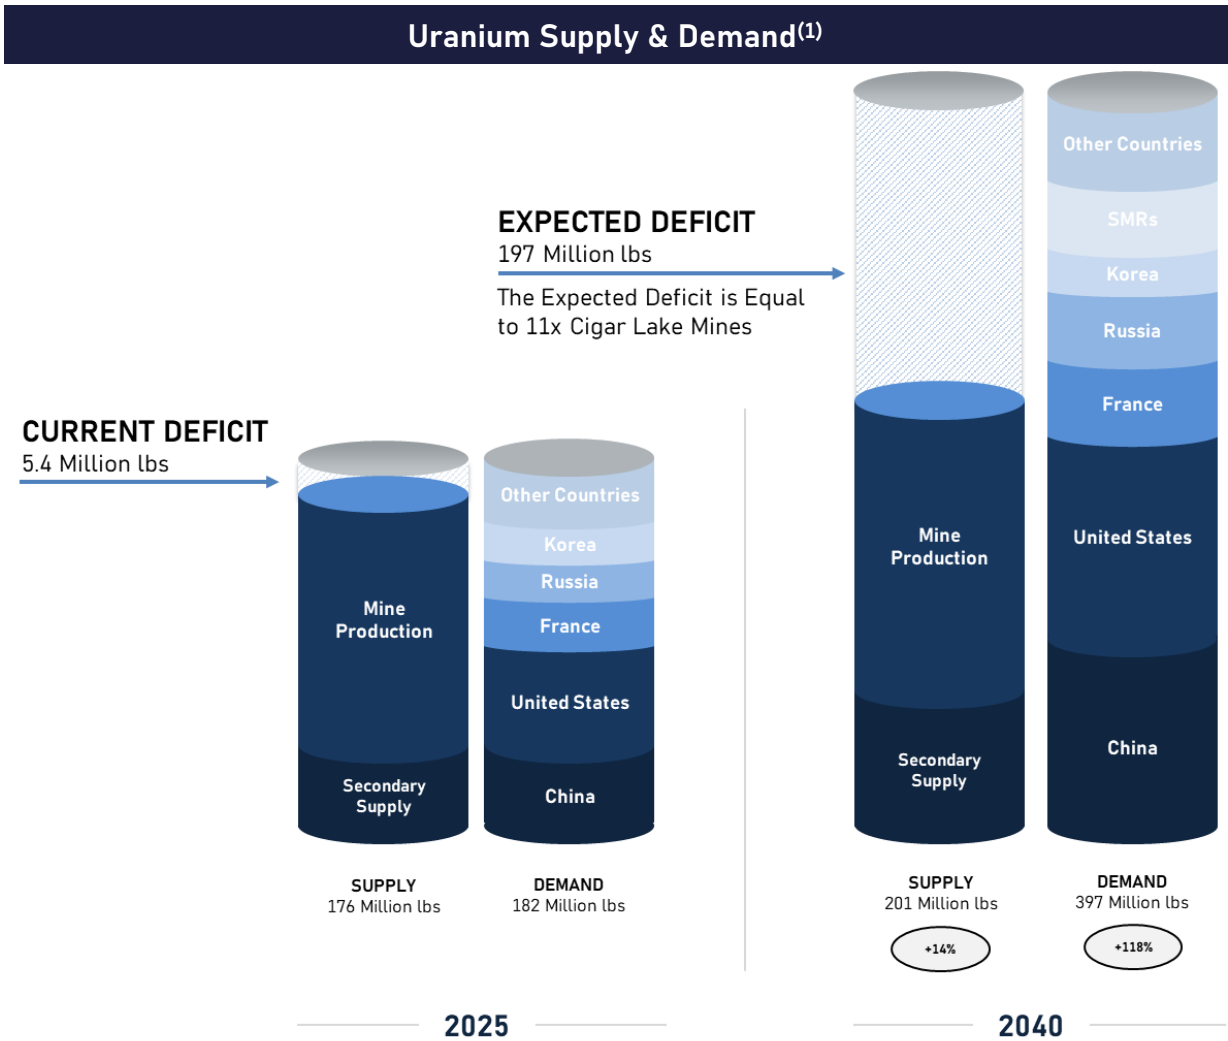 Uranium Supply & Demand(1)
EXPECTED DEFICIT
197 Million lbs
The Expected Deficit is Equal
to 11x Cigar Lake Mines
CURRENT DEFICIT
5.4 Million lbs
Mine
Production
Secondary
Supply
Other Countries
Korea
Russia
France
United States
China
Mine
Production
Secondary
Supply
Other Countries
SMRs
Korea
Russia
France
United States
China
SUPPLY
176 Million lbs
DEMAND
182 Million lbs
SUPPLY
201 Million lbs
+14%
DEMAND
397 Million lbs
+118%
2025
2040